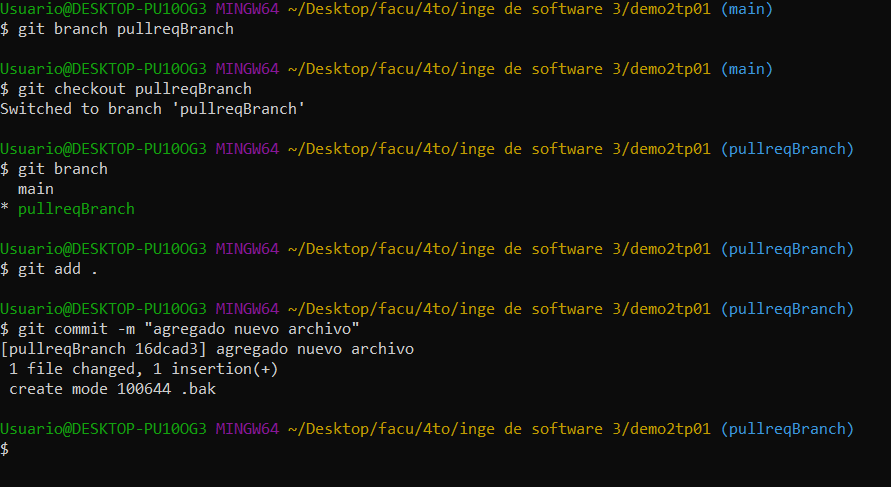 Usuario@DESKTOP-PU10OG3 MINGW64 ~/Desktop/facu/4to/inge de software 3/demo2tp01 (main)
$ git branch pullreqBranch
Usuario@DESKTOP-PU10OG3 MINGW64 ~/Desktop/facu/4to/inge de software 3/demo2tp01 (main)
$ git checkout pullreqBranch
Switched to branch 'pullreqBranch'
Usuario@DESKTOP-PU10OG3 MINGW64 ~/Desktop/facu/4to/inge de software 3/demo2tp01 (pullreqBranch)
$ git branch
  main
* pullreqBranch
Usuario@DESKTOP-PU10OG3 MINGW64 ~/Desktop/facu/4to/inge de software 3/demo2tp01 (pullreqBranch)
$ git add .
Usuario@DESKTOP-PU10OG3 MINGW64 ~/Desktop/facu/4to/inge de software 3/demo2tp01 (pullreqBranch)
$ git commit -m "agregado nuevo archivo"
[pullreqBranch 16dcad3] agregado nuevo archivo
 1 file changed, 1 insertion(+)
 create mode 100644 .bak
Usuario@DESKTOP-PU10OG3 MINGW64 ~/Desktop/facu/4to/inge de software 3/demo2tp01 (pullreqBranch)
$